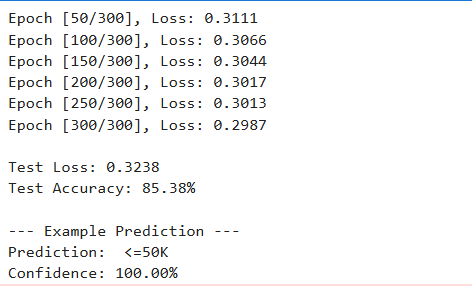 Epoch [50/300], Loss: 0.3111
Epoch [100/300], Loss: 0.3066
Epoch [150/300], Loss: 0.3044
Epoch [200/300], Loss: 0.3017
Epoch [250/300], Loss: 0.3013
Epoch [300/300], Loss: 0.2987
Test Loss: 0.3238
Test Accuracy: 85.38%
--- Example Prediction ---
Prediction:  <=50K
Confidence: 100.00%